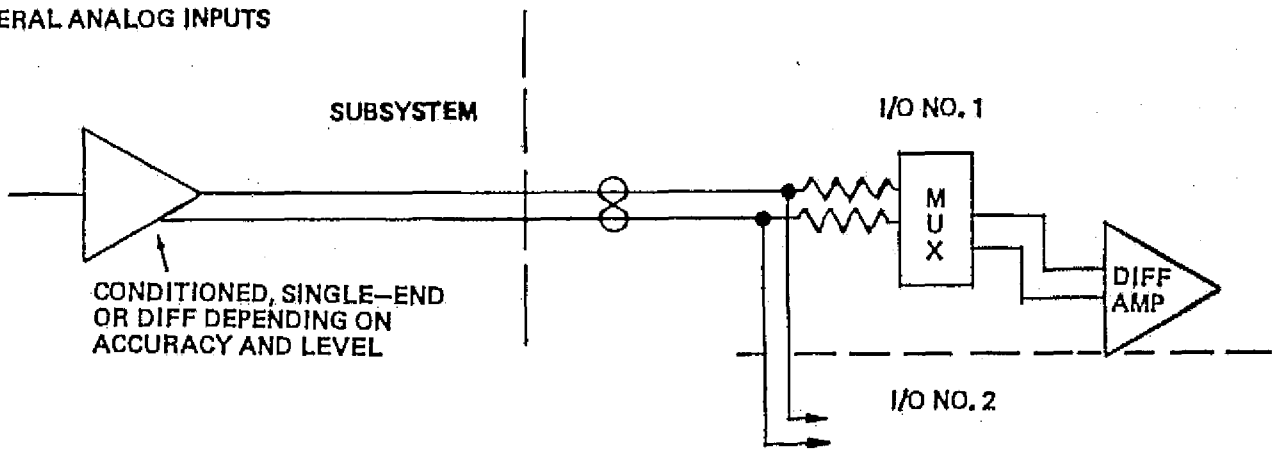 ERAL ANALOG INPUTS
SUBSYSTEM
I/O NO. 1
MUX
DIFF
AMP
CONDITIONED, SINGLE–END
OR DIFF DEPENDING ON
ACCURACY AND LEVEL
I/O NO. 2